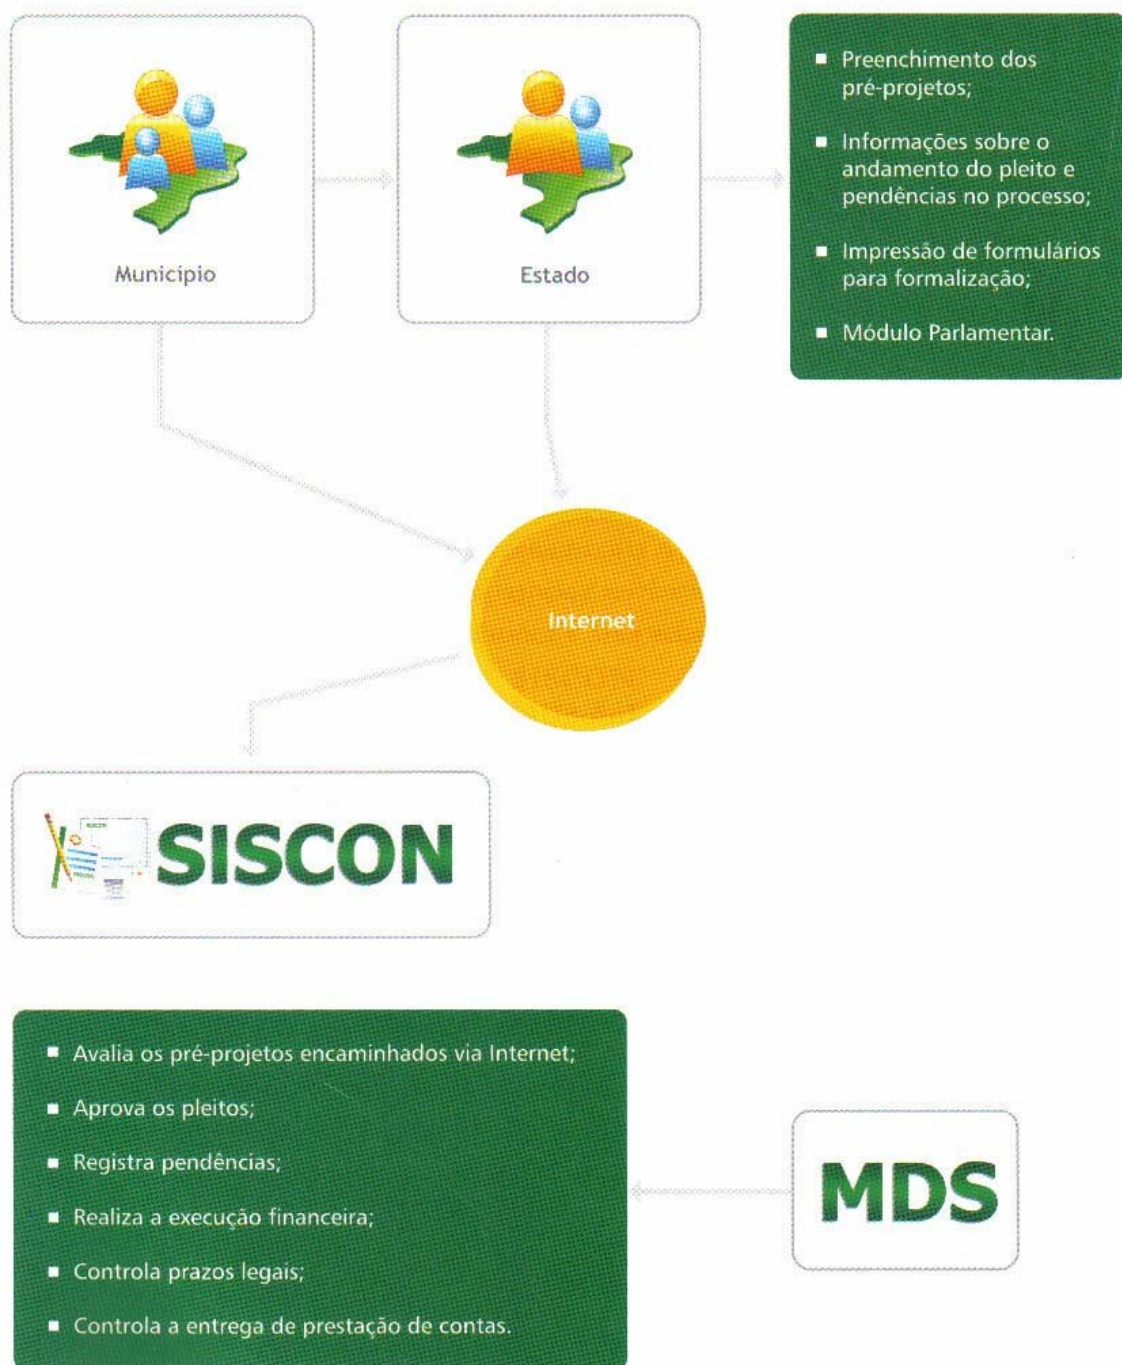 Município
Estado
■ Preenchimento dos
pré-projetos;
■ Informações sobre o
andamento do pleito e
pendências no processo;
■ Impressão de formulários
para formalização;
■ Módulo Parlamentar.
Internet
SISCON
■ Avalia os pré-projetos encaminhados via Internet;
■ Aprova os pleitos;
■ Registra pendências;
■ Realiza a execução financeira;
■ Controla prazos legais;
■ Controla a entrega de prestação de contas.
MDS